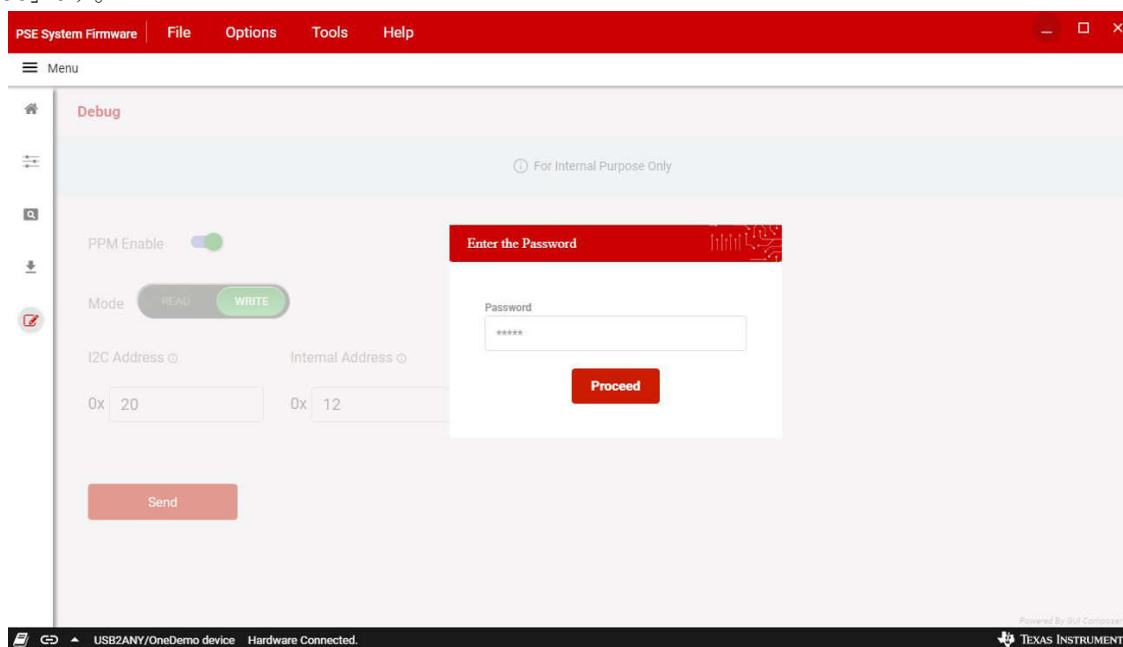 PSE System Firmware File Options Tools Help
Menu
Debug
For Internal Purpose Only
PPM Enable
Enter the Password
Mode READ WRITE
Password
*****
I2C Address Internal Address
Proceed
0x 20 0x 12
Send
Powered By GUI Composer
USB2ANY/OneDemo device Hardware Connected. TEXAS INSTRUMENT